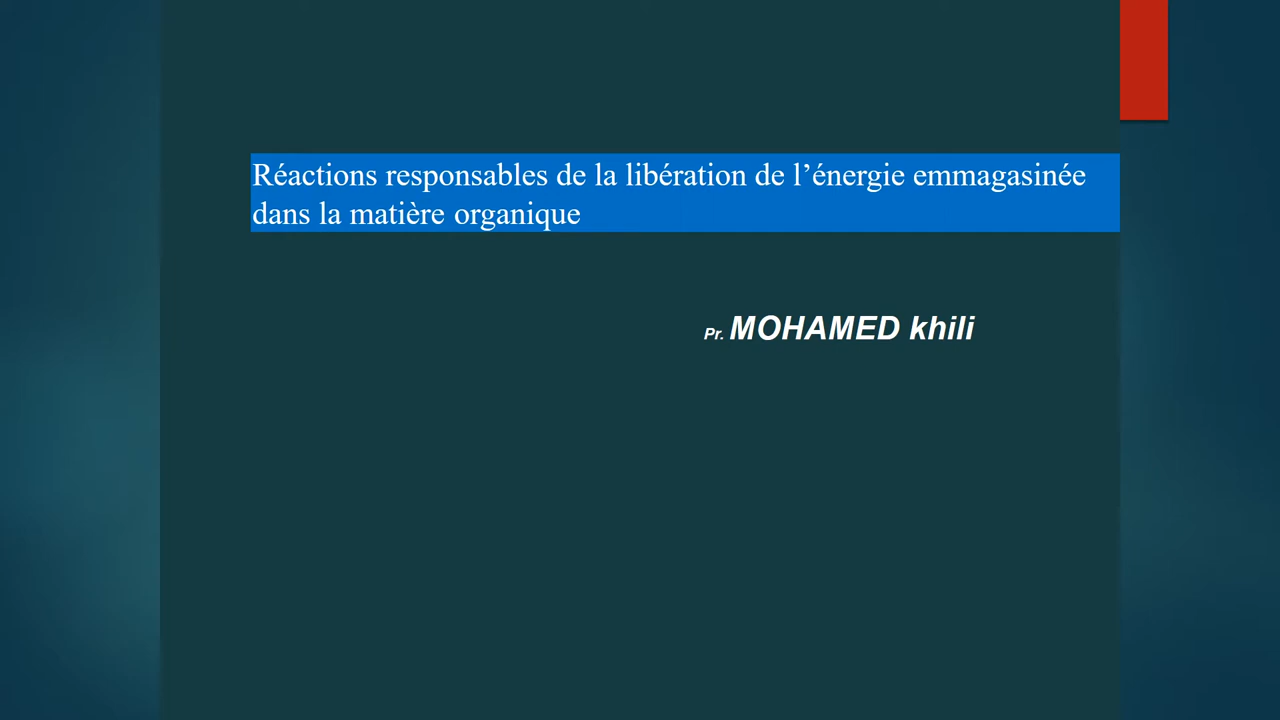 Réactions responsables de la libération de l’énergie emmagasinée
dans la matière organique
Pr. MOHAMED khili